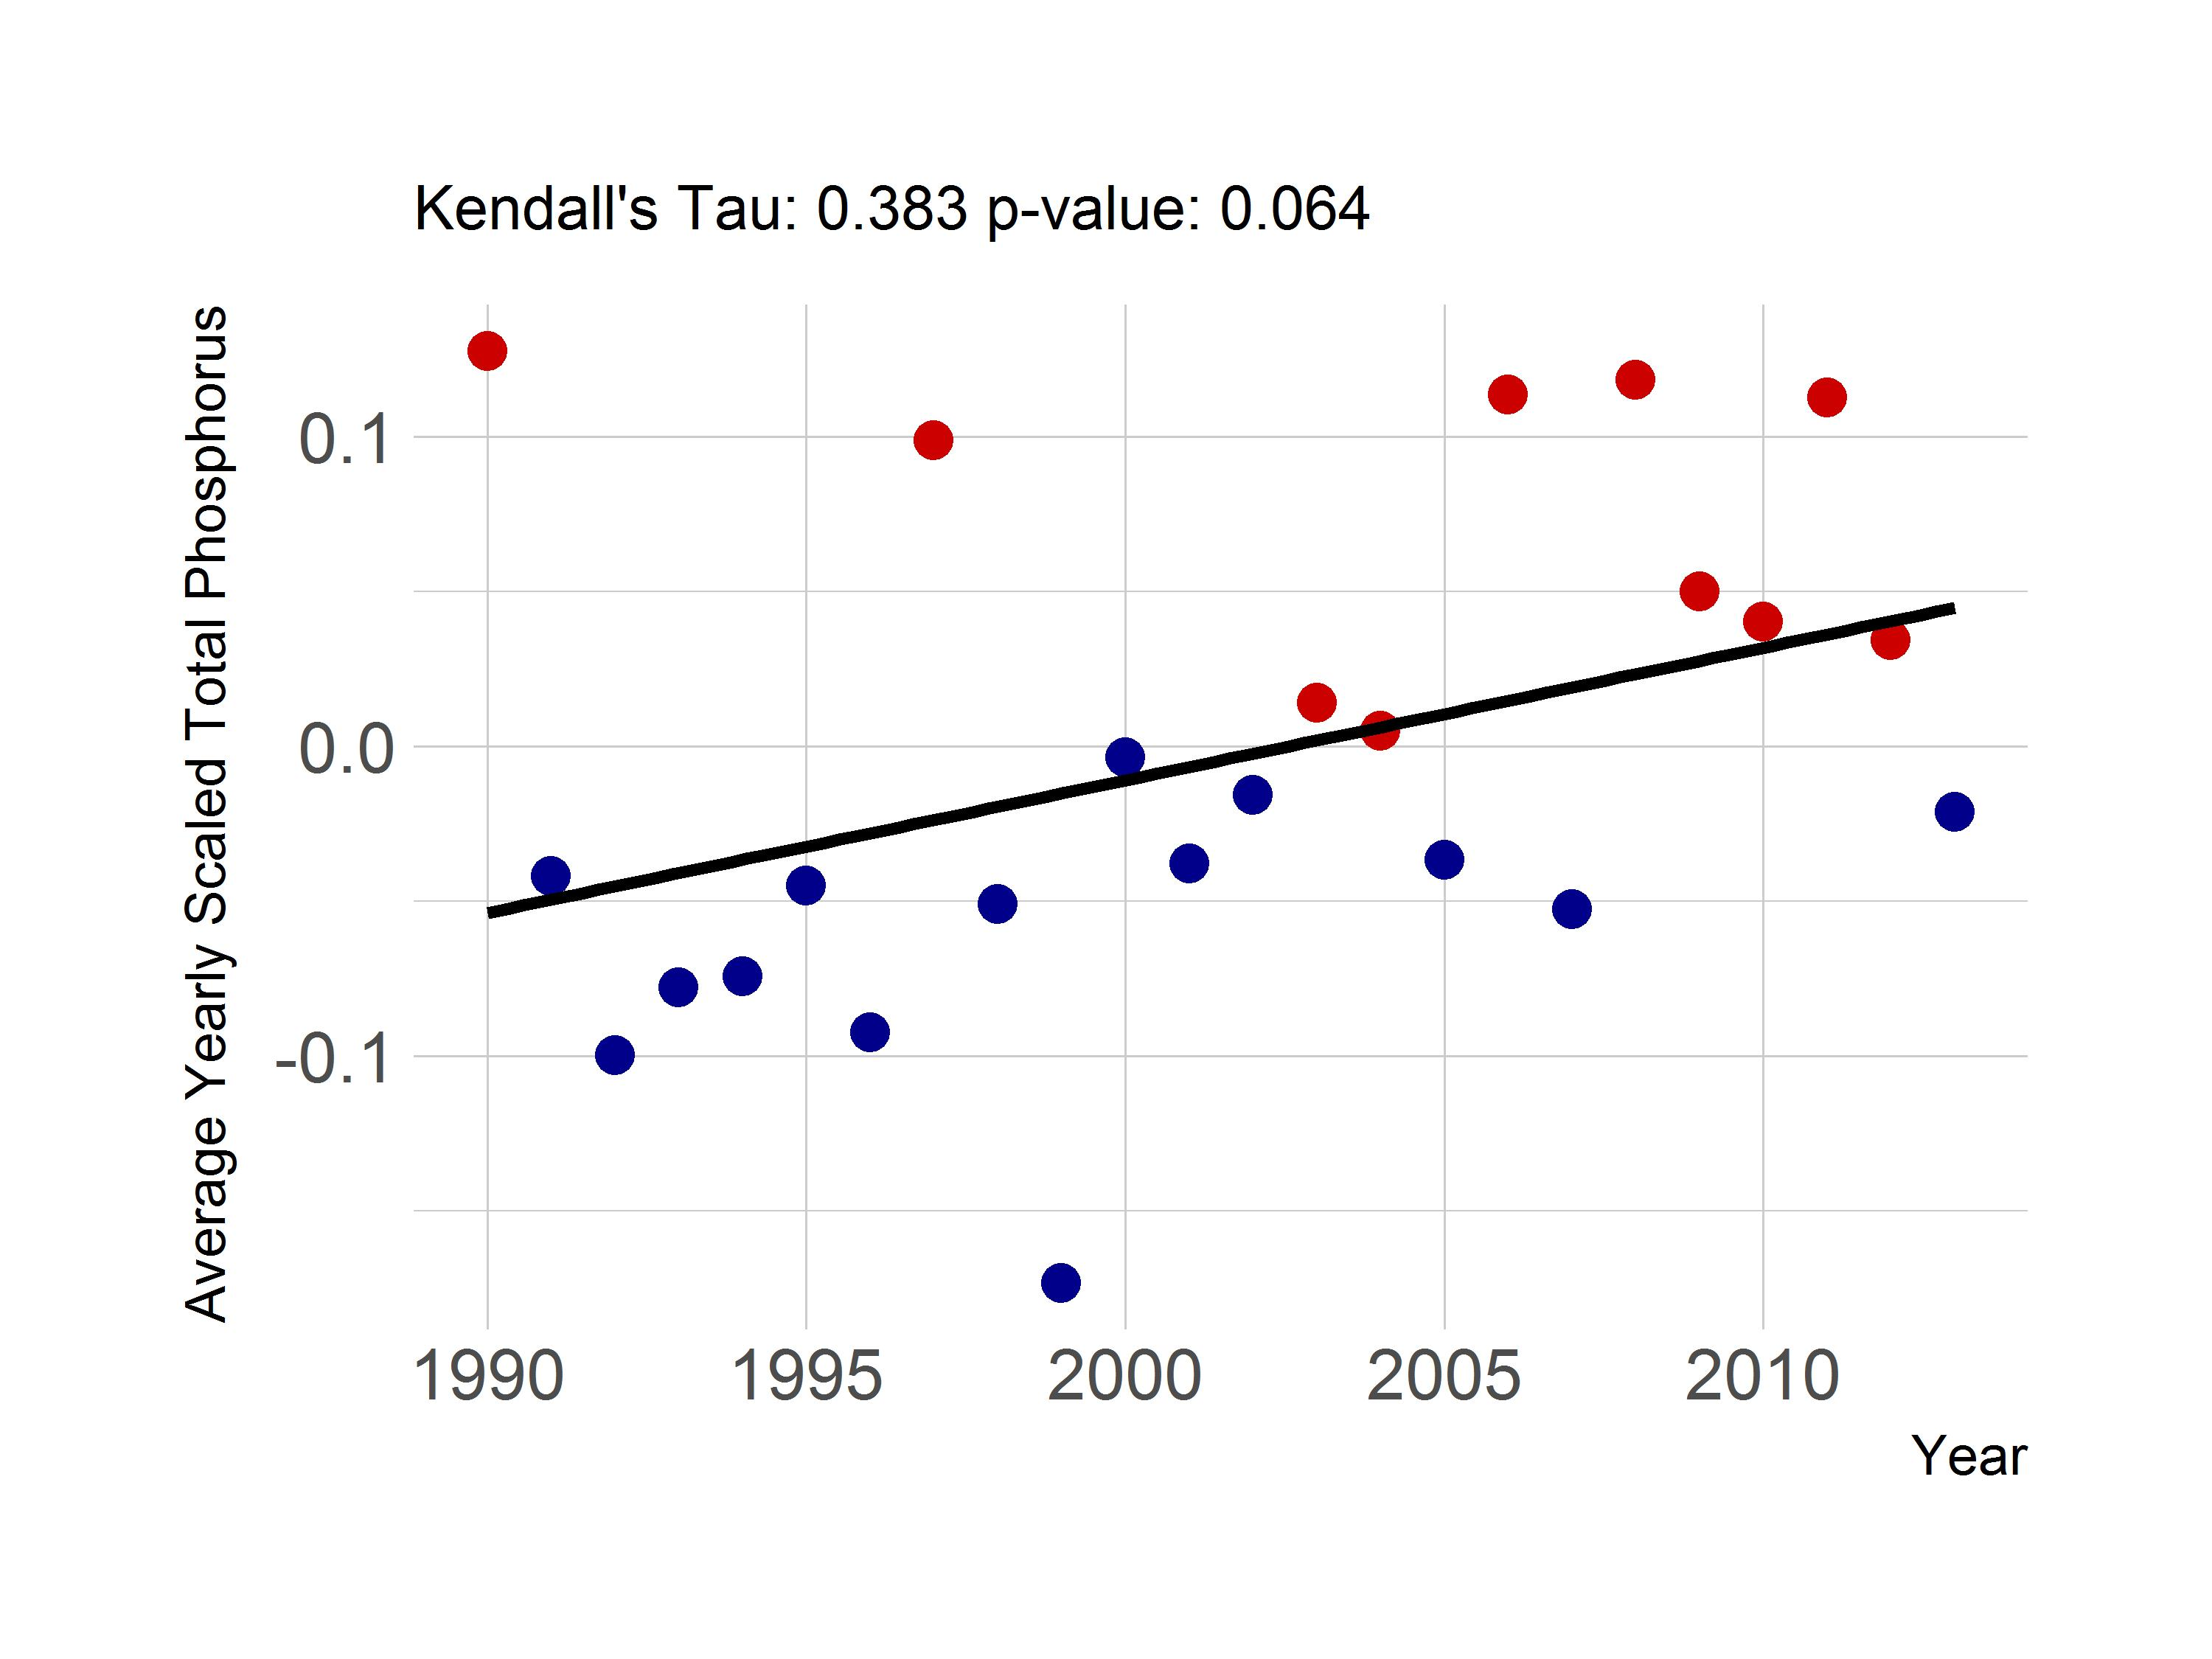 Kendall's Tau: 0.383 p-value: 0.064
Average Yearly Scaled Total Phosphorus
0.1
0.0
-0.1
1990 1995 2000 2005 2010
Year